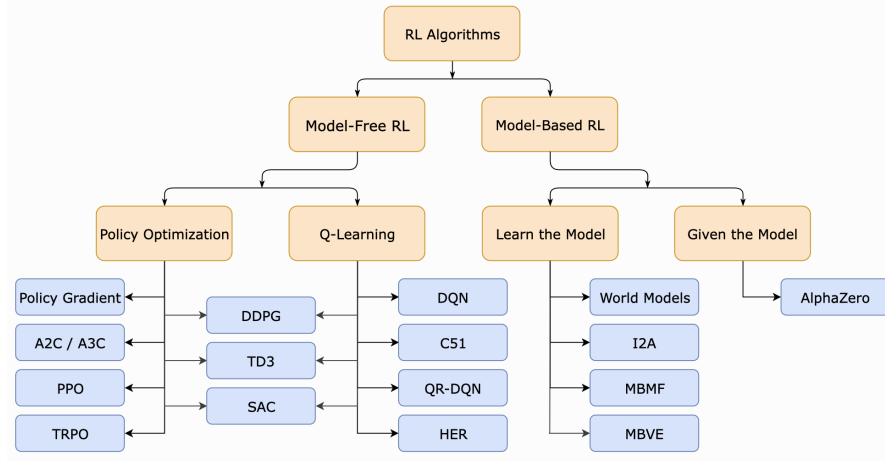 RL Algorithms
Model-Free RL
Model-Based RL
Policy Optimization
Q-Learning
Learn the Model
Given the Model
Policy Gradient
A2C / A3C
PPO
TRPO
DDPG
TD3
SAC
DQN
C51
QR-DQN
HER
World Models
I2A
MBMF
MBVE
AlphaZero